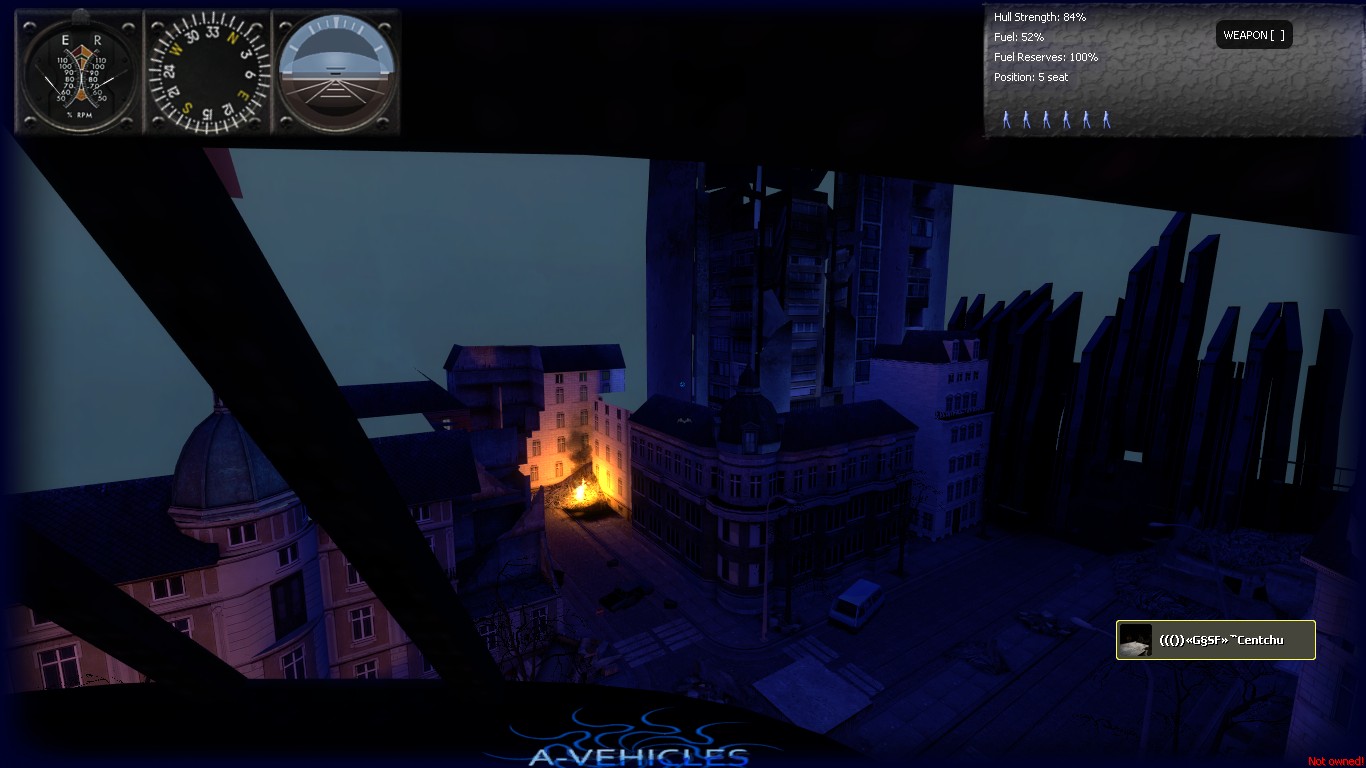 Hull Strength: 84%
Fuel: 52%
Fuel Reserves: 100%
Position: 5 seat
WEAPON [ ]
E R
110 110
100 100
90 90
80 80
70 70
60 60
50 50
% RPM
N 3 6 E 12 15 S 21 24 W 30 33
((())«G§SF»~Centchu
A-VEHICLES
Not owned!